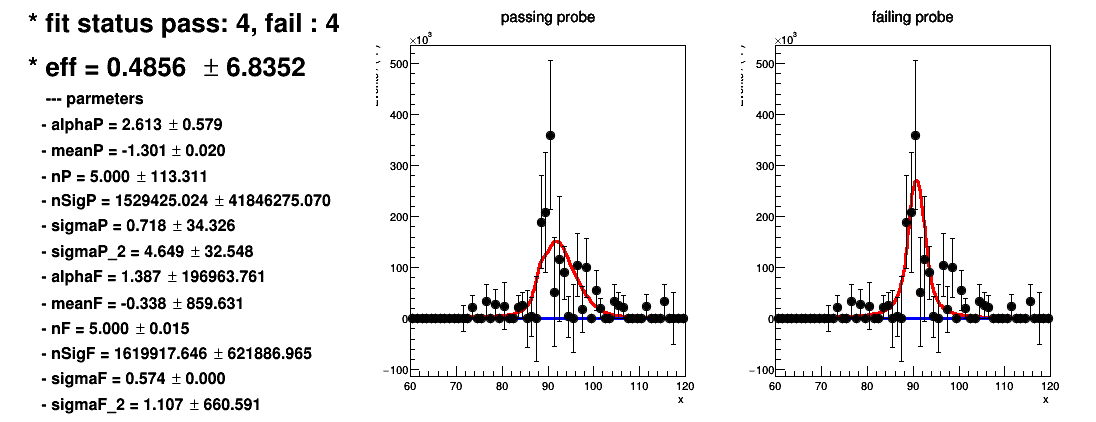 * fit status pass: 4, fail : 4
* eff = 0.4856 ± 6.8352
--- parmeters
- alphaP = 2.613 ± 0.579
- meanP = -1.301 ± 0.020
- nP = 5.000 ± 113.311
- nSigP = 1529425.024 ± 41846275.070
- sigmaP = 0.718 ± 34.326
- sigmaP_2 = 4.649 ± 32.548
- alphaF = 1.387 ± 196963.761
- meanF = -0.338 ± 859.631
- nF = 5.000 ± 0.015
- nSigF = 1619917.646 ± 621886.965
- sigmaF = 0.574 ± 0.000
- sigmaF_2 = 1.107 ± 660.591
passing probe
×10³
500
400
300
200
100
0
−100
60 70 80 90 100 110 120
x
failing probe
×10³
500
400
300
200
100
0
−100
60 70 80 90 100 110 120
x